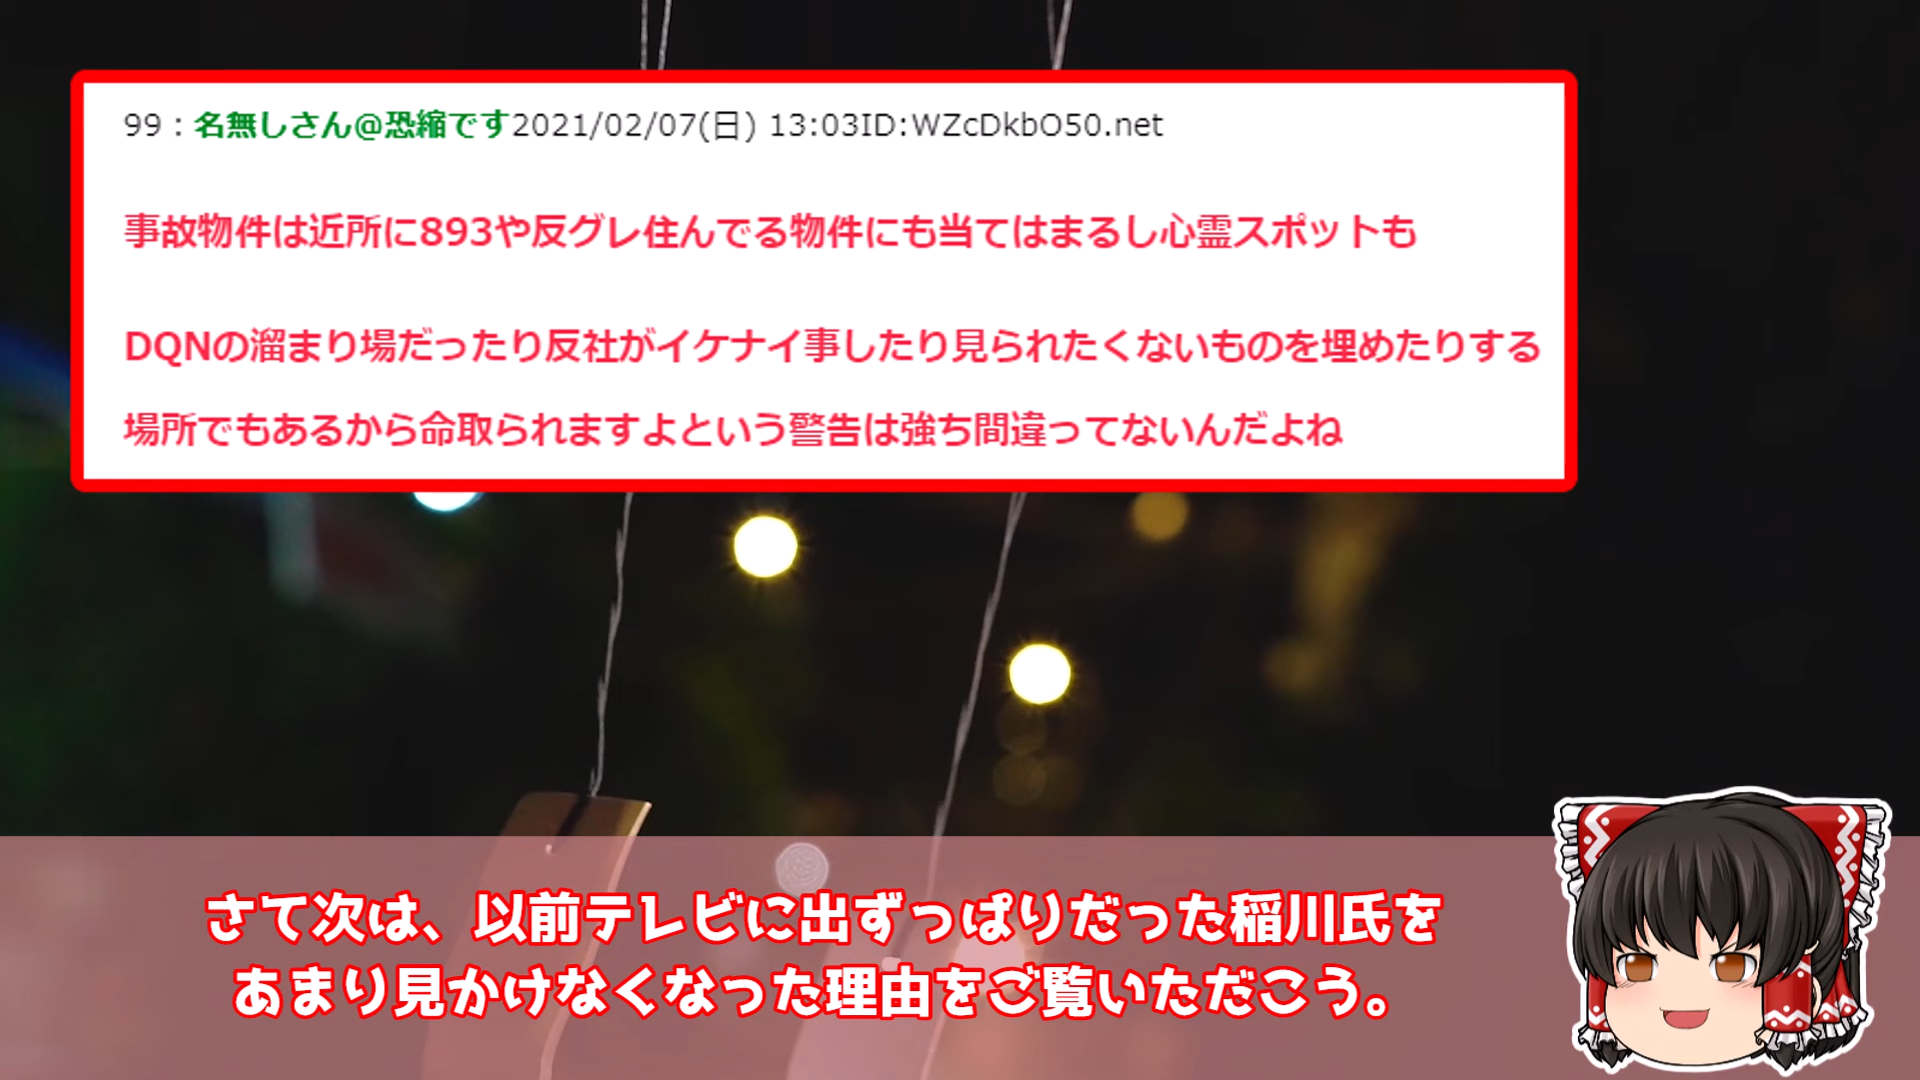 99：名無しさん@恐縮です2021/02/07(日) 13:03ID:WZcDkbO50.net
事故物件は近所に893や反グレ住んでる物件にも当てはまるし心霊スポットも
DQNの溜まり場だったり反社がイケナイ事したり見られたくないものを埋めたりする
場所でもあるから命取られますよという警告は強ち間違ってないんだよね
さて次は、以前テレビに出ずっぱりだった稲川氏を
あまり見かけなくなった理由をご覧いただこう。